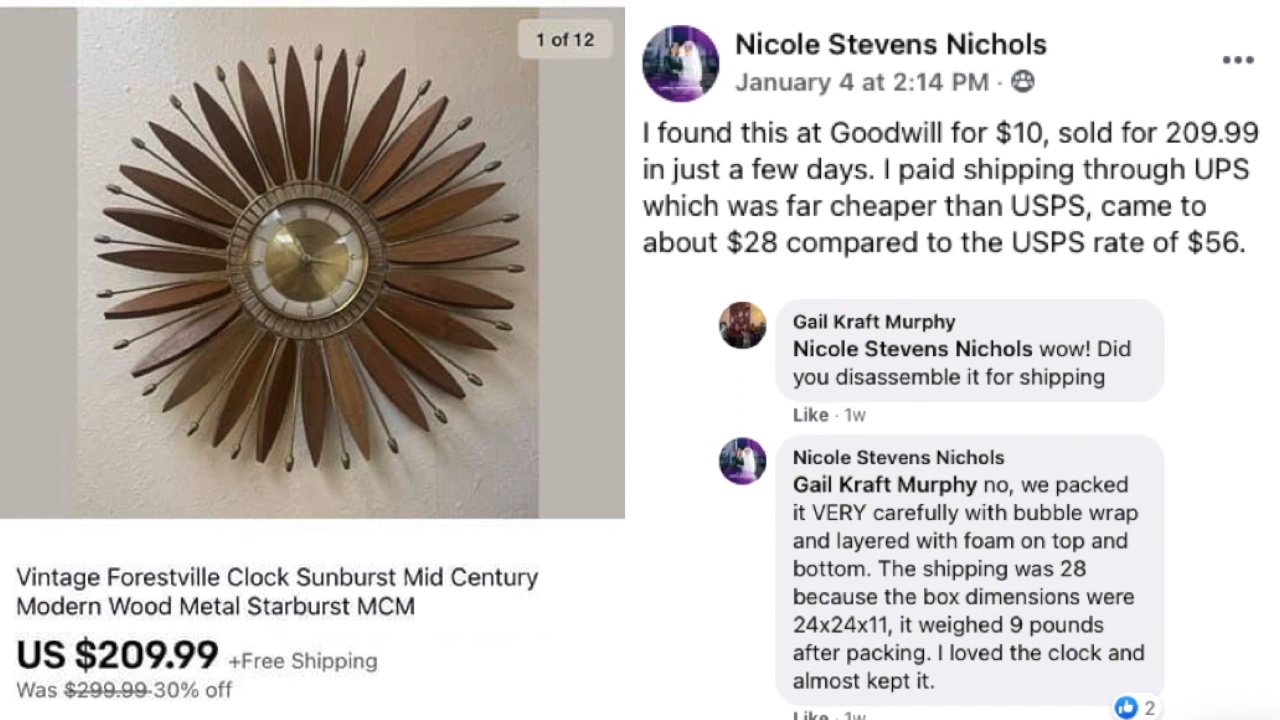 1 of 12
Vintage Forestville Clock Sunburst Mid Century
Modern Wood Metal Starburst MCM
US $209.99 +Free Shipping
Was $299.99 30% off
Nicole Stevens Nichols
January 4 at 2:14 PM ·
I found this at Goodwill for $10, sold for 209.99
in just a few days. I paid shipping through UPS
which was far cheaper than USPS, came to
about $28 compared to the USPS rate of $56.
Gail Kraft Murphy
Nicole Stevens Nichols wow! Did
you disassemble it for shipping
Like · 1w
Nicole Stevens Nichols
Gail Kraft Murphy no, we packed
it VERY carefully with bubble wrap
and layered with foam on top and
bottom. The shipping was 28
because the box dimensions were
24x24x11, it weighed 9 pounds
after packing. I loved the clock and
almost kept it.
Like · 1w
2